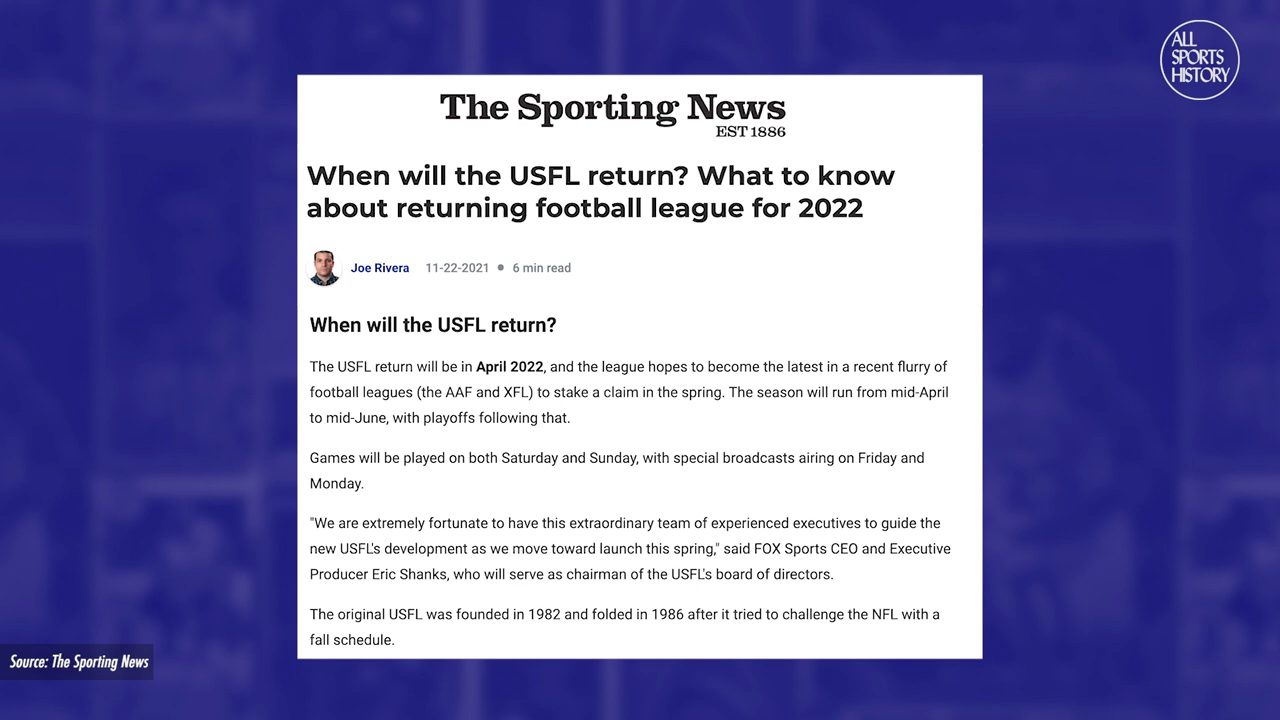 ALL
SPORTS
HISTORY
The Sporting News
EST 1886
When will the USFL return? What to know
about returning football league for 2022
Joe Rivera 11-22-2021 • 6 min read
When will the USFL return?
The USFL return will be in April 2022, and the league hopes to become the latest in a recent flurry of
football leagues (the AAF and XFL) to stake a claim in the spring. The season will run from mid-April
to mid-June, with playoffs following that.
Games will be played on both Saturday and Sunday, with special broadcasts airing on Friday and
Monday.
"We are extremely fortunate to have this extraordinary team of experienced executives to guide the
new USFL's development as we move toward launch this spring," said FOX Sports CEO and Executive
Producer Eric Shanks, who will serve as chairman of the USFL's board of directors.
The original USFL was founded in 1982 and folded in 1986 after it tried to challenge the NFL with a
fall schedule.
Source: The Sporting News